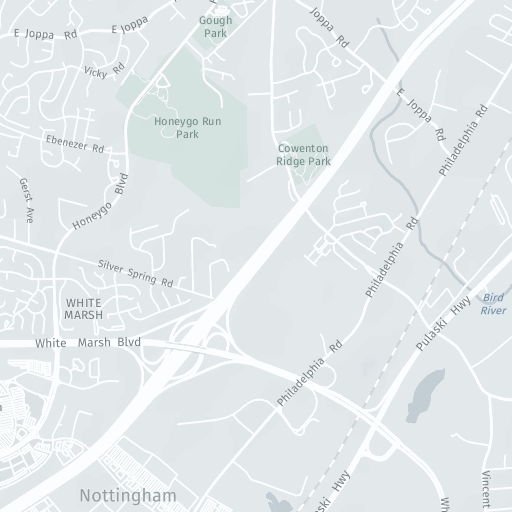 Gough
Park
E Joppa Rd
E Joppa
Joppa Rd
Vicky Rd
E Joppa Rd
Honeygo Run
Park
Philadelphia Rd
Ebenezer Rd
Cowenton
Ridge Park
Gerst Ave
Honeygo Blvd
Philadelphia Rd
Silver Spring Rd
WHITE
MARSH
Bird
River
Pulaski Hwy
White Marsh Blvd
Philadelphia Rd
Nottingham
Hwy
Vincent